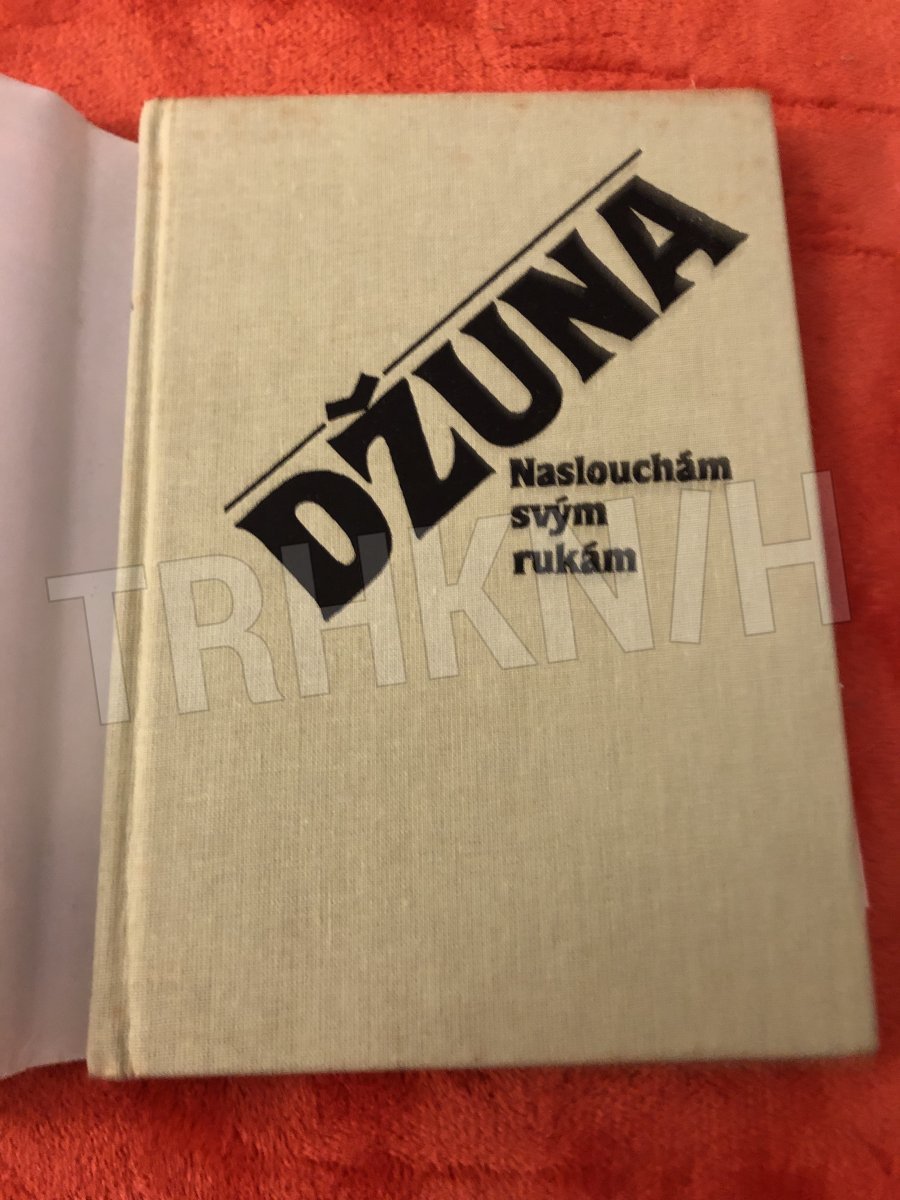 DŽUNA
Naslouchám
svým
rukám
TRHKNIH